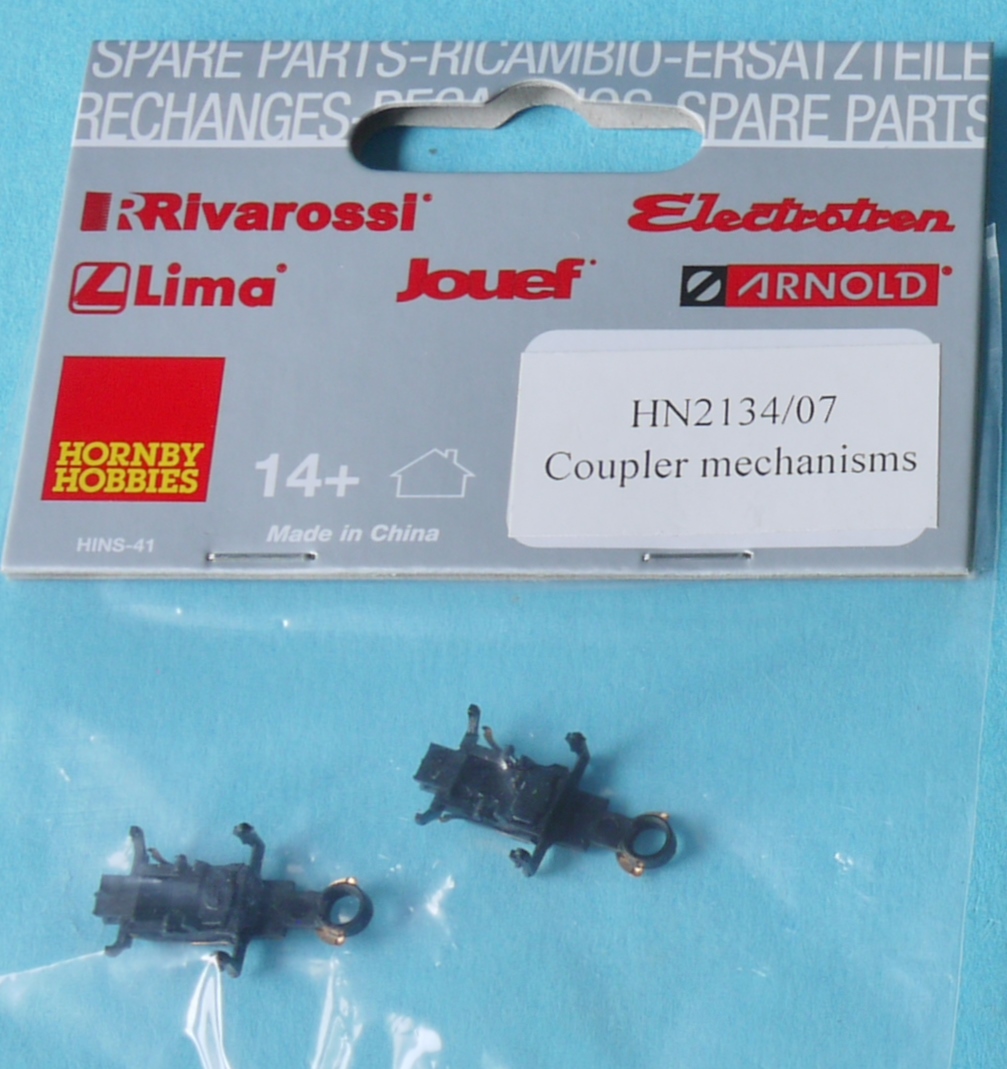 SPARE PARTS-RICAMBIO-ERSATZTEILE
RECHANGES- SPARE PARTS
Rivarossi
Electrotren
Lima
Jouef
ARNOLD
HORNBY
HOBBIES
14+
HN2134/07
Coupler mechanisms
Made in China
HINS-41